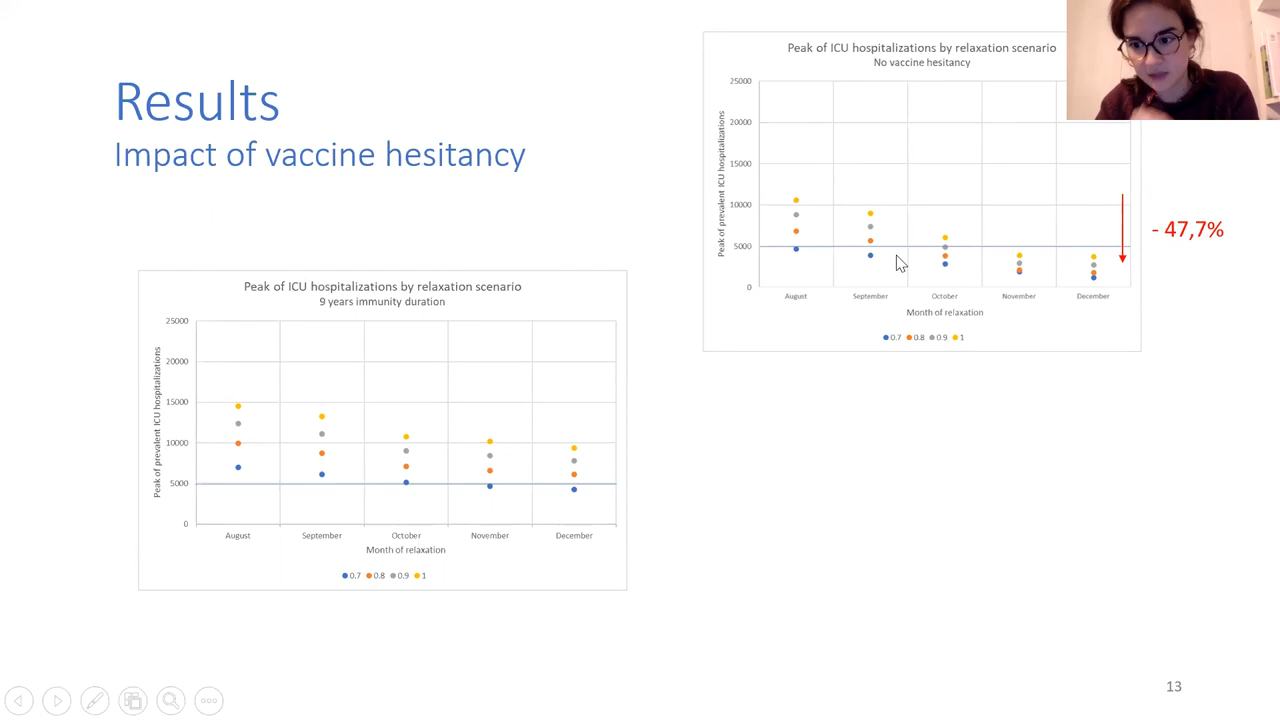 Results
Impact of vaccine hesitancy
Peak of ICU hospitalizations by relaxation scenario
No vaccine hesitancy
Peak of prevalent ICU hospitalizations
25000
20000
15000
10000
5000
0
August September October November December
Month of relaxation
0.7 0.8 0.9 1
- 47,7%
Peak of ICU hospitalizations by relaxation scenario
9 years immunity duration
Peak of prevalent ICU hospitalizations
25000
20000
15000
10000
5000
0
August September October November December
Month of relaxation
0.7 0.8 0.9 1
13